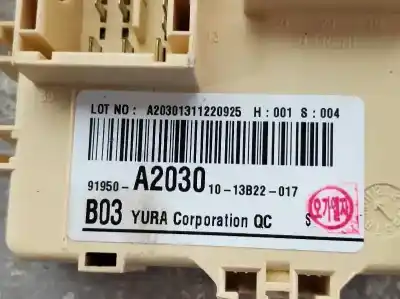 LOT NO: A20301311220925 H:001 S:004
91950-A2030 10-13B22-017
B03 YURA Corporation QC S